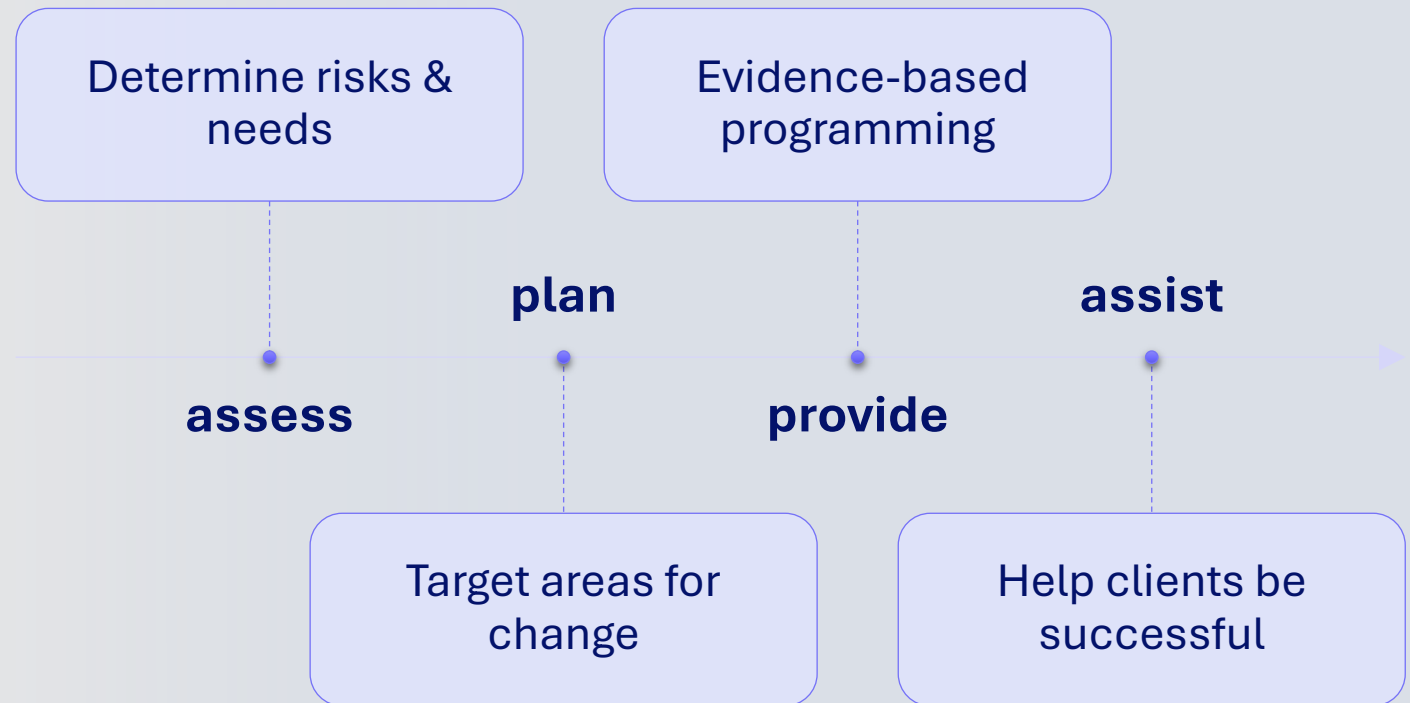 Determine risks &
needs
Evidence-based
programming
plan
assist
assess
provide
Target areas for
change
Help clients be
successful